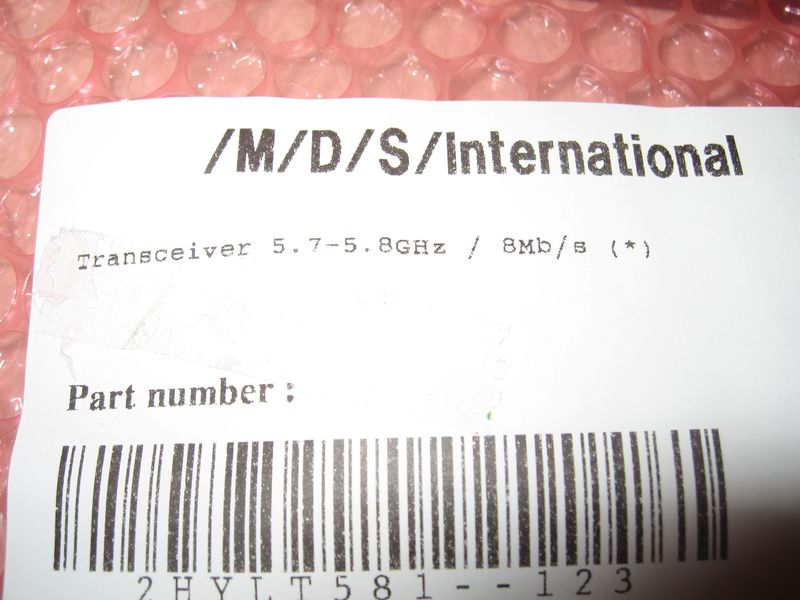 /M/D/S/International
Transceiver 5.7-5.8GHz / 8Mb/s (*)
Part number :
2HYLT581--123